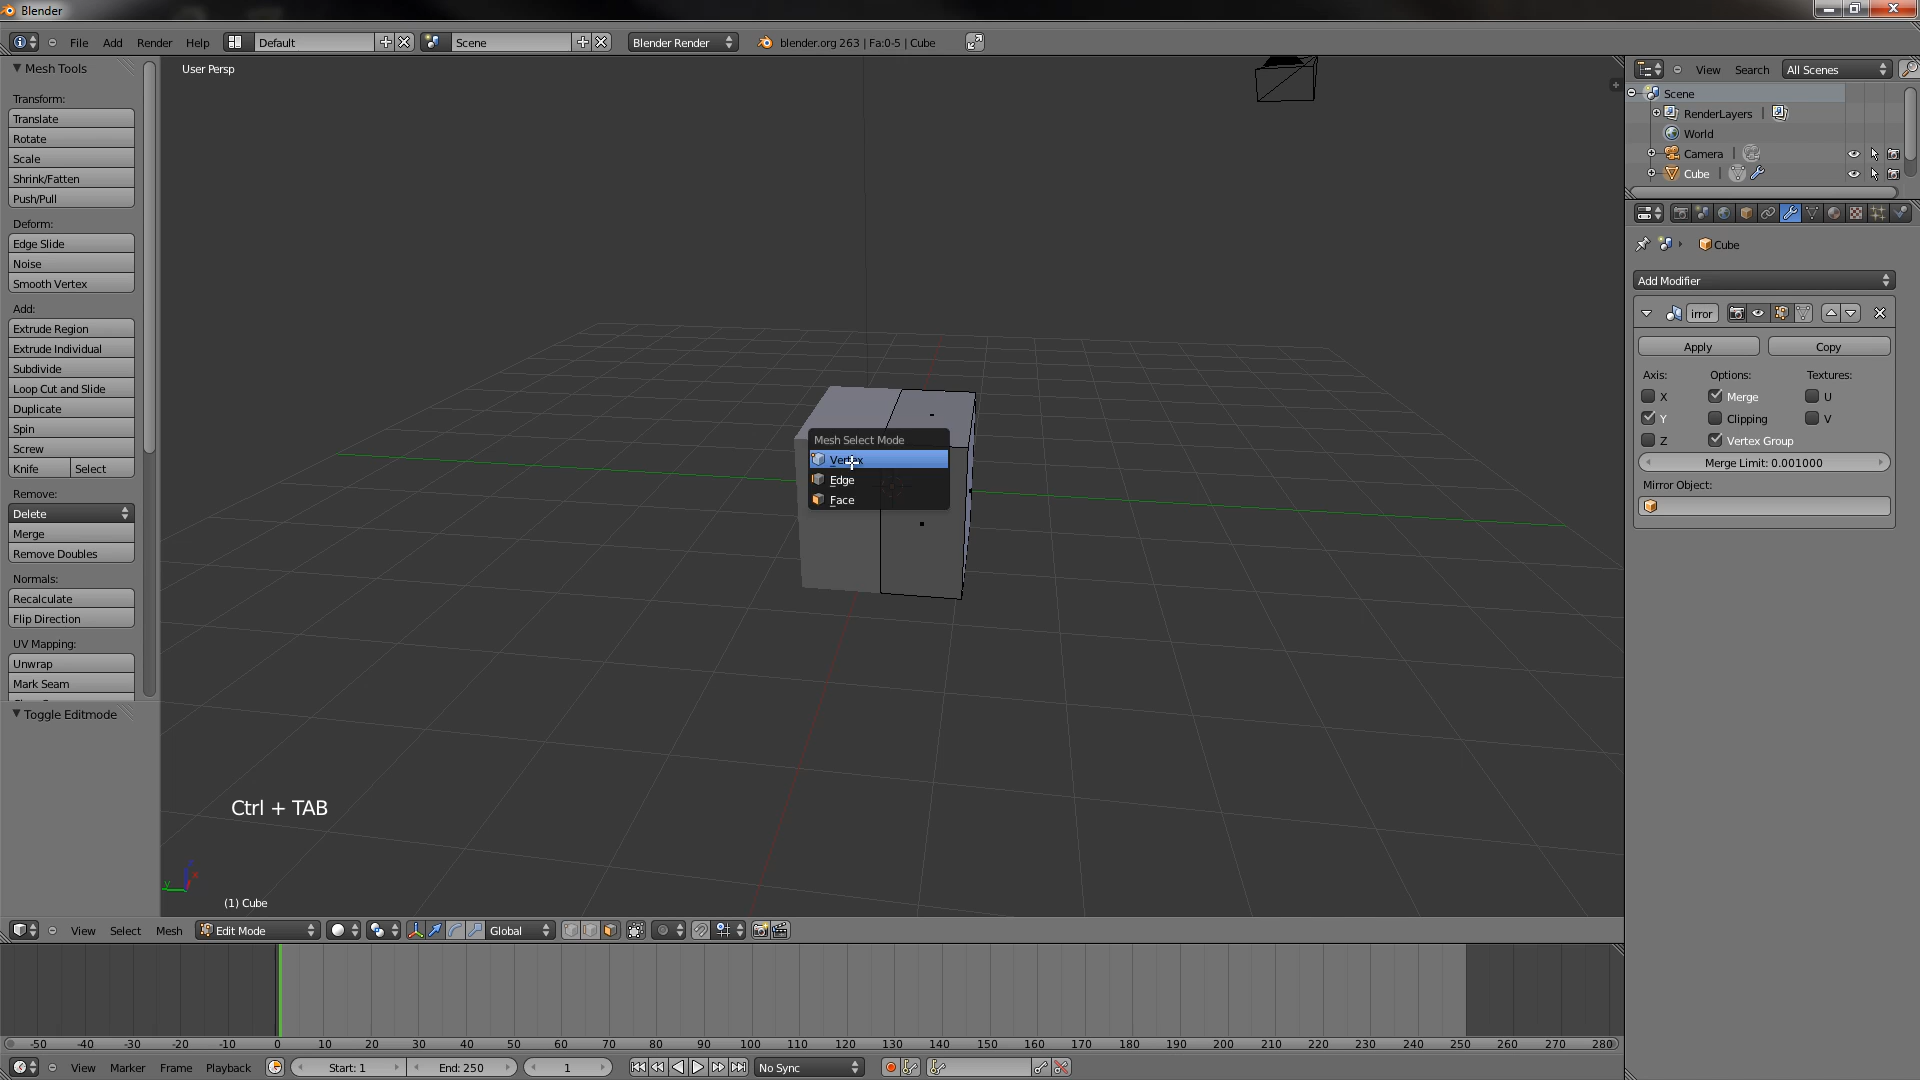 Blender
File Add Render Help Default Scene Blender Render blender.org 263 | Fa:0-5 | Cube
Mesh Tools
Transform:
Translate
Rotate
Scale
Shrink/Fatten
Push/Pull
Deform:
Edge Slide
Noise
Smooth Vertex
Add:
Extrude Region
Extrude Individual
Subdivide
Loop Cut and Slide
Duplicate
Spin
Screw
Knife Select
Remove:
Delete
Merge
Remove Doubles
Normals:
Recalculate
Flip Direction
UV Mapping:
Unwrap
Mark Seam
Toggle Editmode
User Persp
Mesh Select Mode
Vertex
Edge
Face
Ctrl + TAB
(1) Cube
View Select Mesh Edit Mode Global
View Search All Scenes
Scene
RenderLayers
World
Camera
Cube
Cube
Add Modifier
irror
Apply Copy
Axis: Options: Textures:
X Merge U
Y Clipping V
Z Vertex Group
Merge Limit: 0.001000
Mirror Object:
-50 -40 -30 -20 -10 0 10 20 30 40 50 60 70 80 90 100 110 120 130 140 150 160 170 180 190 200 210 220 230 240 250 260 270 280
View Marker Frame Playback Start: 1 End: 250 1 No Sync